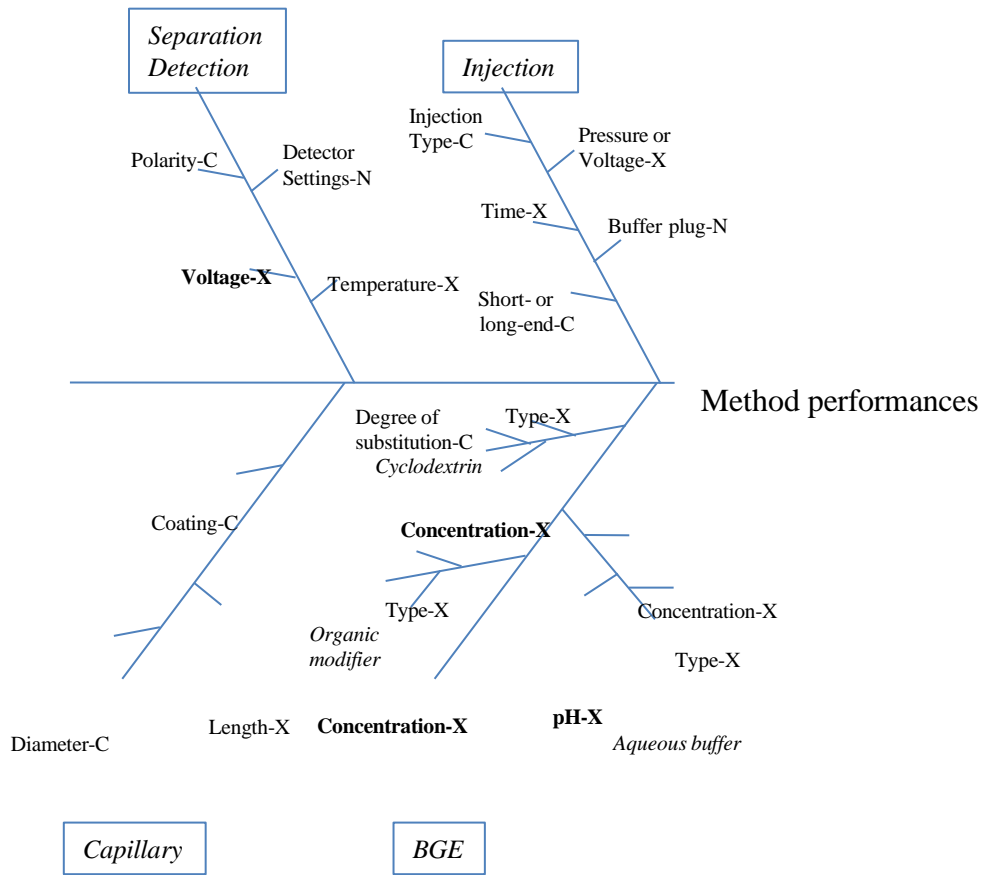 Separation
Detection
Injection
Injection
Type-C
Pressure or
Voltage-X
Polarity-C
Detector
Settings-N
Time-X
Buffer plug-N
Voltage-X
Temperature-X
Short- or
long-end-C
Method performances
Degree of
substitution-C
Type-X
Cyclodextrin
Coating-C
Concentration-X
Type-X
Concentration-X
Organic
modifier
Type-X
Diameter-C
Length-X
Concentration-X
pH-X
Aqueous buffer
Capillary
BGE